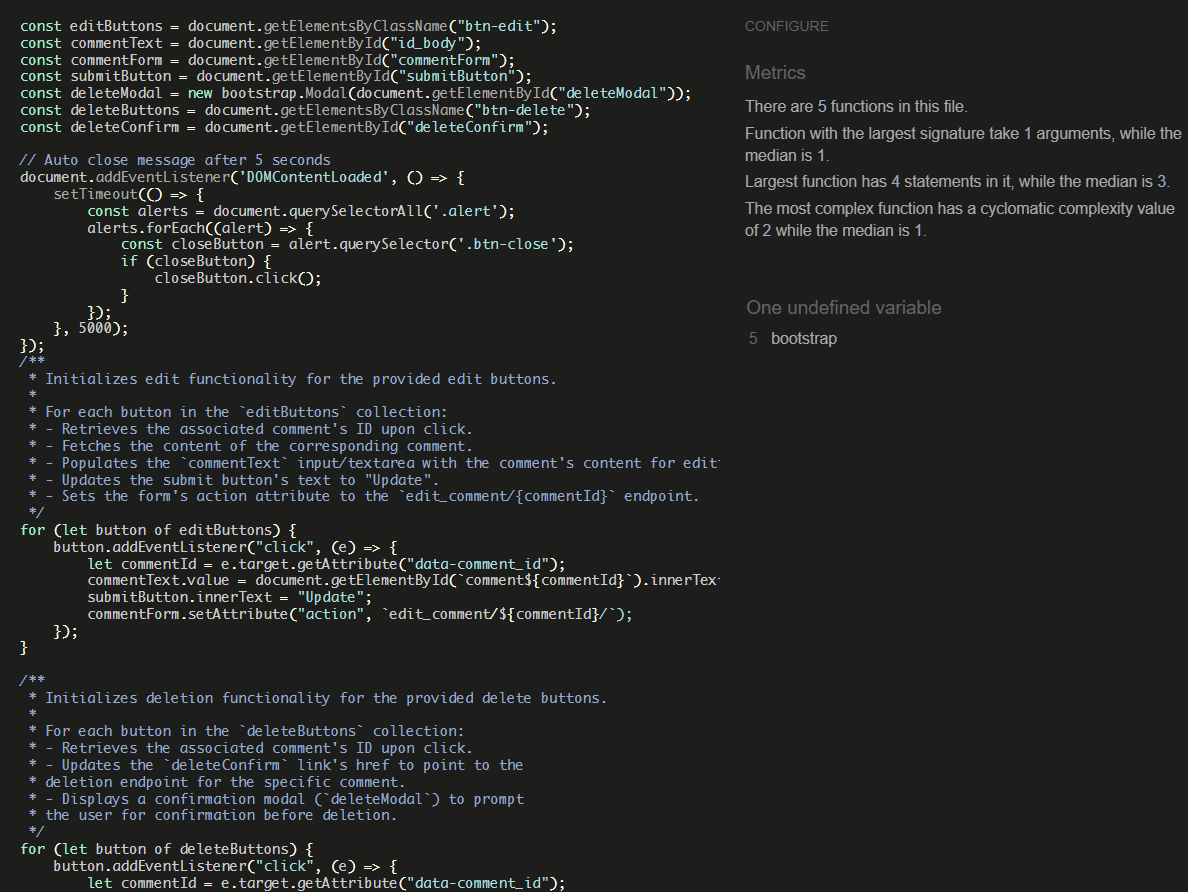 const editButtons = document.getElementsByClassName("btn-edit");
const commentText = document.getElementById("id_body");
const commentForm = document.getElementById("commentForm");
const submitButton = document.getElementById("submitButton");
const deleteModal = new bootstrap.Modal(document.getElementById("deleteModal"));
const deleteButtons = document.getElementsByClassName("btn-delete");
const deleteConfirm = document.getElementById("deleteConfirm");

// Auto close message after 5 seconds
document.addEventListener('DOMContentLoaded', () => {
    setTimeout(() => {
        const alerts = document.querySelectorAll('.alert');
        alerts.forEach((alert) => {
            const closeButton = alert.querySelector('.btn-close');
            if (closeButton) {
                closeButton.click();
            }
        });
    }, 5000);
});
/**
 * Initializes edit functionality for the provided edit buttons.
 *
 * For each button in the `editButtons` collection:
 * - Retrieves the associated comment's ID upon click.
 * - Fetches the content of the corresponding comment.
 * - Populates the `commentText` input/textarea with the comment's content for edit
 * - Updates the submit button's text to "Update".
 * - Sets the form's action attribute to the `edit_comment/{commentId}` endpoint.
 */
for (let button of editButtons) {
    button.addEventListener("click", (e) => {
        let commentId = e.target.getAttribute("data-comment_id");
        commentText.value = document.getElementById(`comment${commentId}`).innerTex
        submitButton.innerText = "Update";
        commentForm.setAttribute("action", `edit_comment/${commentId}/`);
    });
}

/**
 * Initializes deletion functionality for the provided delete buttons.
 *
 * For each button in the `deleteButtons` collection:
 * - Retrieves the associated comment's ID upon click.
 * - Updates the `deleteConfirm` link's href to point to the
 * deletion endpoint for the specific comment.
 * - Displays a confirmation modal (`deleteModal`) to prompt
 * the user for confirmation before deletion.
 */
for (let button of deleteButtons) {
    button.addEventListener("click", (e) => {
        let commentId = e.target.getAttribute("data-comment_id");
CONFIGURE
Metrics
There are 5 functions in this file.
Function with the largest signature take 1 arguments, while the
median is 1.
Largest function has 4 statements in it, while the median is 3.
The most complex function has a cyclomatic complexity value
of 2 while the median is 1.
One undefined variable
5 bootstrap